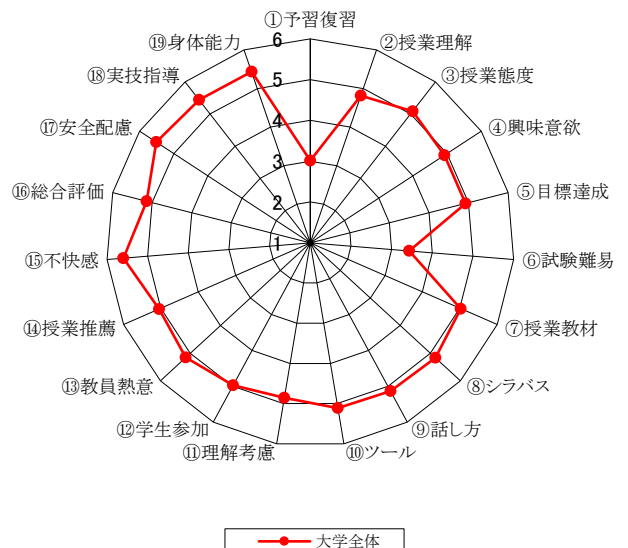 ①予習復習
②授業理解
③授業態度
④興味意欲
⑤目標達成
⑥試験難易
⑦授業教材
⑧シラバス
⑨話し方
⑩ツール
⑪理解考慮
⑫学生参加
⑬教員熱意
⑭授業推薦
⑮不快感
⑯総合評価
⑰安全配慮
⑱実技指導
⑲身体能力
6
5
4
3
2
1
大学全体